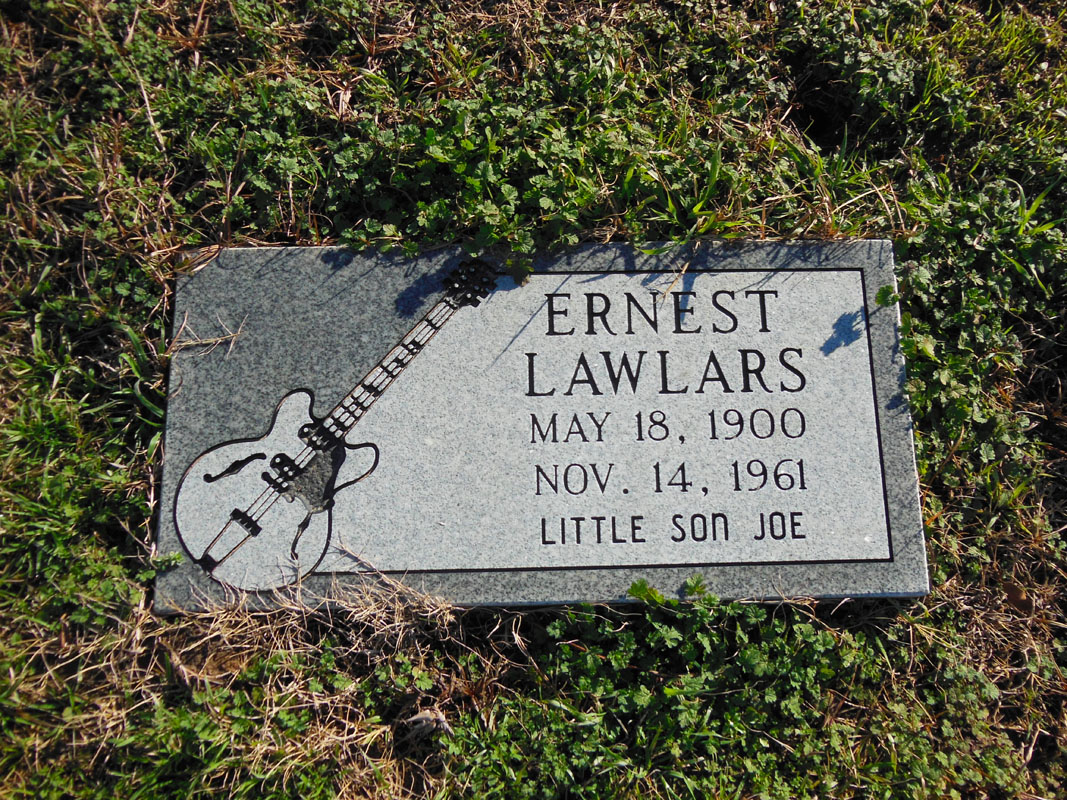 ERNEST
LAWLARS
MAY 18, 1900
NOV. 14, 1961
LITTLE SON JOE